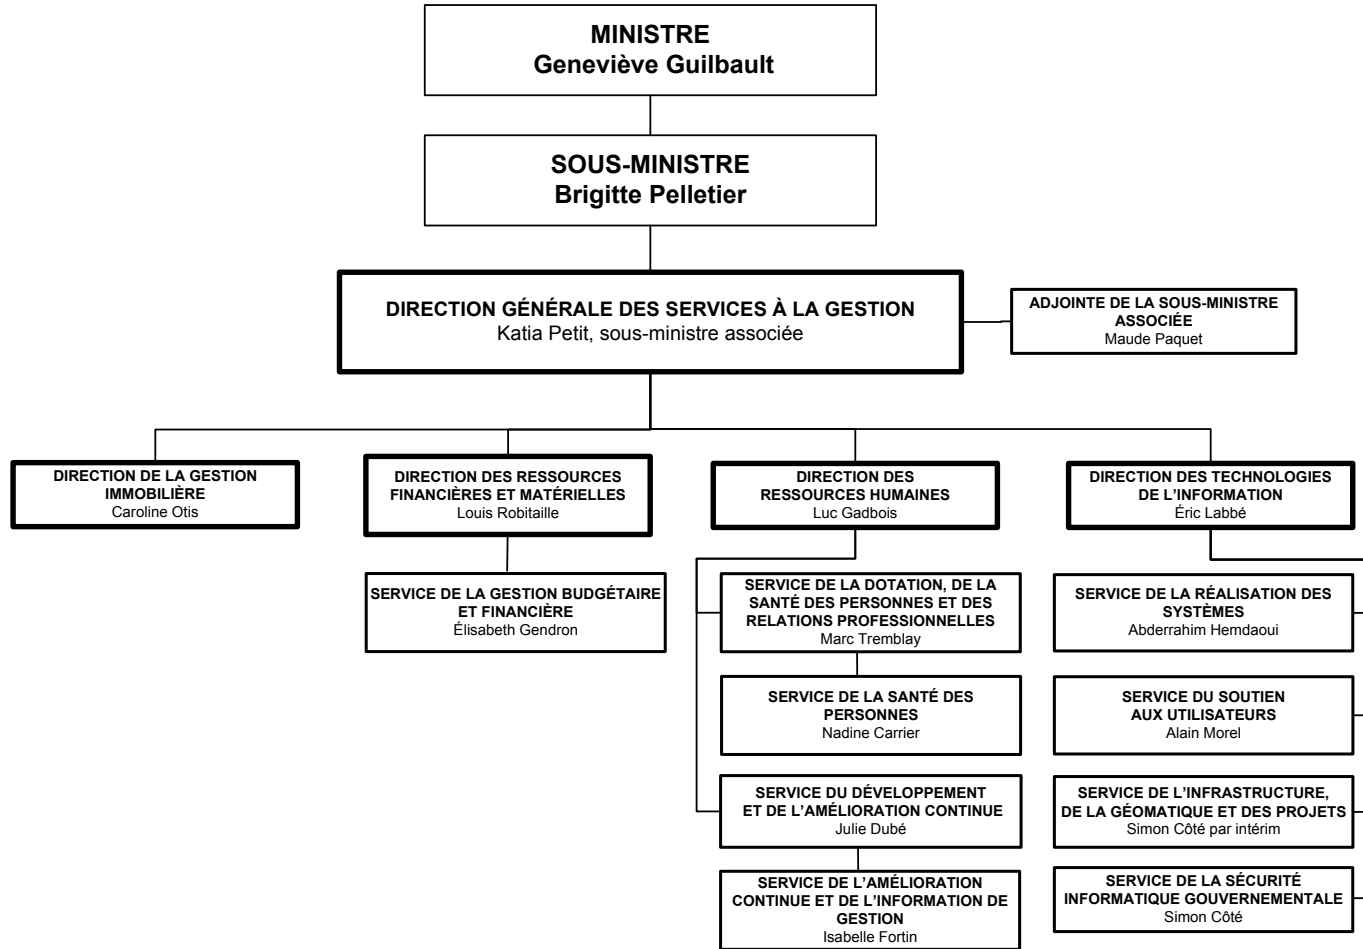 MINISTRE
Geneviève Guilbault
SOUS-MINISTRE
Brigitte Pelletier
DIRECTION GÉNÉRALE DES SERVICES À LA GESTION
Katia Petit, sous-ministre associée
ADJOINTE DE LA SOUS-MINISTRE
ASSOCIÉE
Maude Paquet
DIRECTION DE LA GESTION
IMMOBILIÈRE
Caroline Otis
DIRECTION DES RESSOURCES
FINANCIÈRES ET MATÉRIELLES
Louis Robitaille
SERVICE DE LA GESTION BUDGÉTAIRE
ET FINANCIÈRE
Élisabeth Gendron
DIRECTION DES
RESSOURCES HUMAINES
Luc Gadbois
SERVICE DE LA DOTATION, DE LA
SANTÉ DES PERSONNES ET DES
RELATIONS PROFESSIONNELLES
Marc Tremblay
SERVICE DE LA SANTÉ DES
PERSONNES
Nadine Carrier
SERVICE DU DÉVELOPPEMENT
ET DE L’AMÉLIORATION CONTINUE
Julie Dubé
SERVICE DE L’AMÉLIORATION
CONTINUE ET DE L’INFORMATION DE
GESTION
Isabelle Fortin
DIRECTION DES TECHNOLOGIES
DE L’INFORMATION
Éric Labbé
SERVICE DE LA RÉALISATION DES
SYSTÈMES
Abderrahim Hemdaoui
SERVICE DU SOUTIEN
AUX UTILISATEURS
Alain Morel
SERVICE DE L’INFRASTRUCTURE,
DE LA GÉOMATIQUE ET DES PROJETS
Simon Côté par intérim
SERVICE DE LA SÉCURITÉ
INFORMATIQUE GOUVERNEMENTALE
Simon Côté